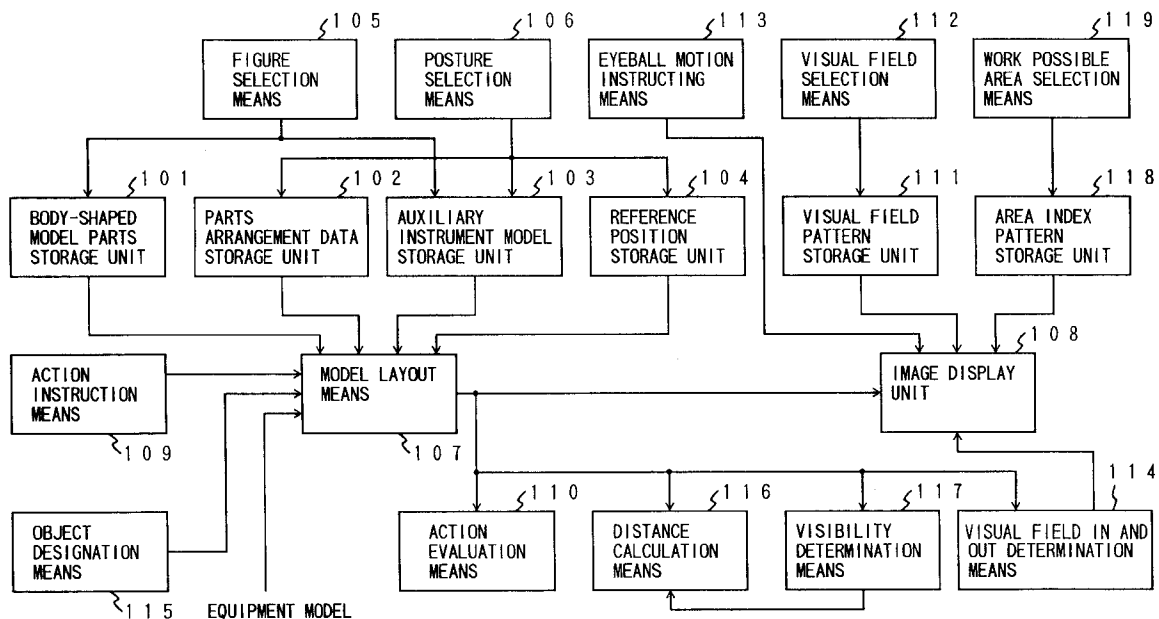 105
106
113
112
119
FIGURE
SELECTION
MEANS
POSTURE
SELECTION
MEANS
EYEBALL MOTION
INSTRUCTING
MEANS
VISUAL FIELD
SELECTION
MEANS
WORK POSSIBLE
AREA SELECTION
MEANS
101
102
103
104
111
118
BODY-SHAPED
MODEL PARTS
STORAGE UNIT
PARTS
ARRANGEMENT DATA
STORAGE UNIT
AUXILIARY
INSTRUMENT MODEL
STORAGE UNIT
REFERENCE
POSITION
STORAGE UNIT
VISUAL FIELD
PATTERN
STORAGE UNIT
AREA INDEX
PATTERN
STORAGE UNIT
108
ACTION
INSTRUCTION
MEANS
MODEL LAYOUT
MEANS
IMAGE DISPLAY
UNIT
109
107
110
116
117
114
OBJECT
DESIGNATION
MEANS
ACTION
EVALUATION
MEANS
DISTANCE
CALCULATION
MEANS
VISIBILITY
DETERMINATION
MEANS
VISUAL FIELD IN AND
OUT DETERMINATION
MEANS
115
EQUIPMENT MODEL